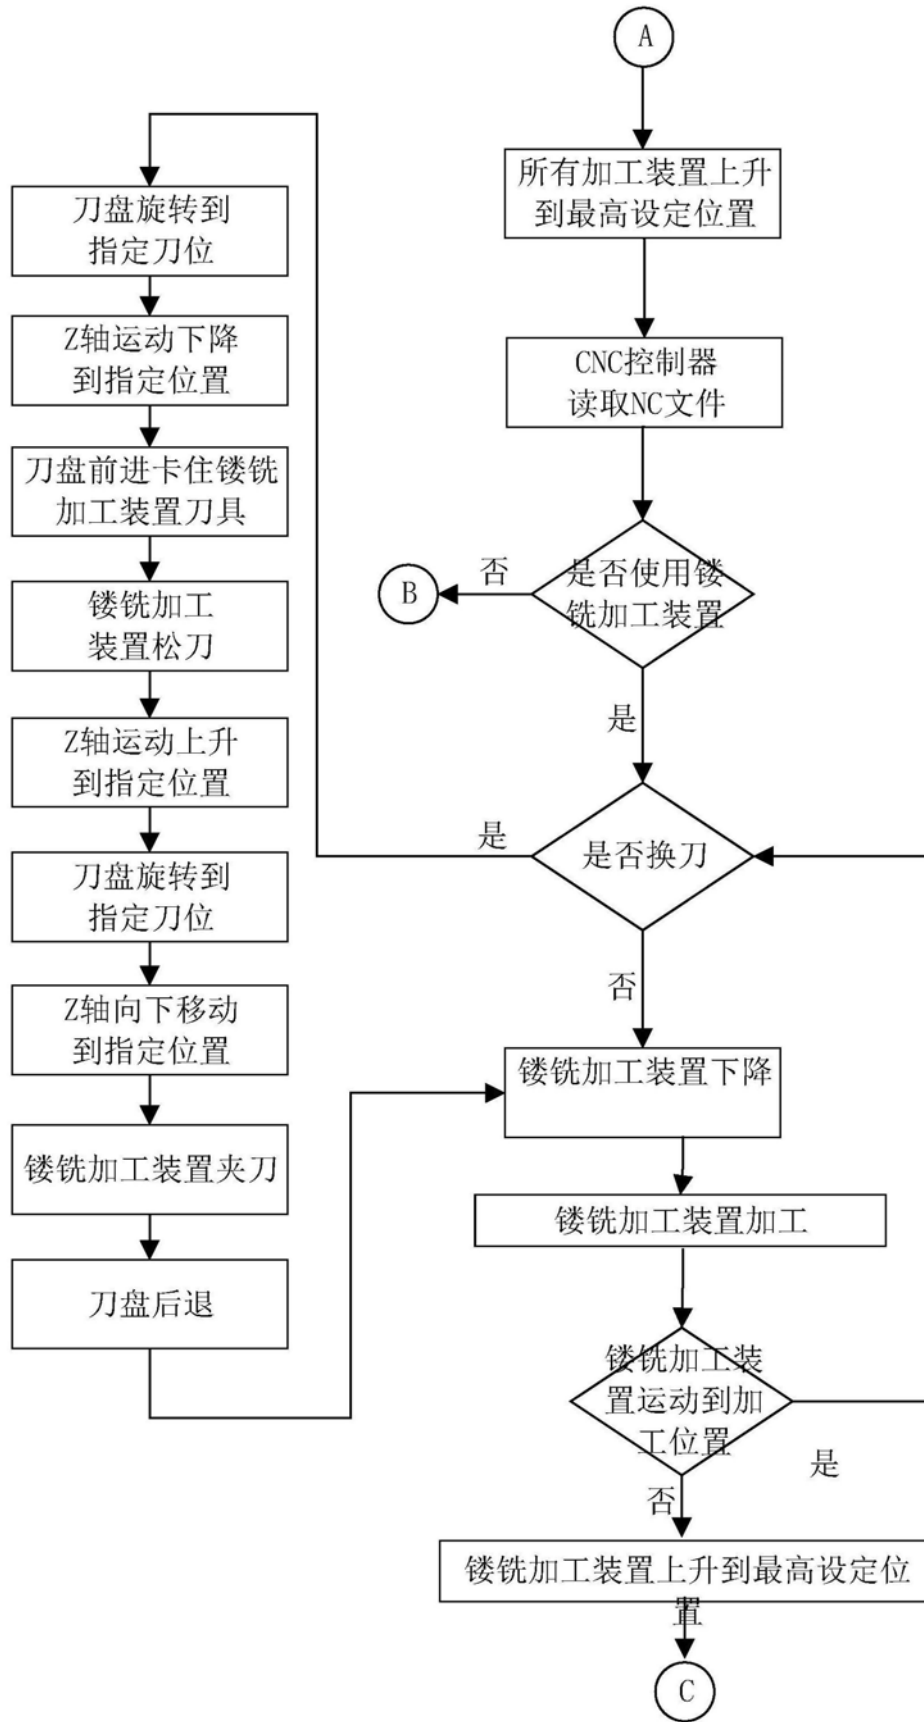 A
所有加工装置上升
到最高设定位置
CNC控制器
读取NC文件
是否使用镂
铣加工装置
否
B
是
是否换刀
是
刀盘旋转到
指定刀位
Z轴运动下降
到指定位置
刀盘前进卡住镂铣
加工装置刀具
镂铣加工
装置松刀
Z轴运动上升
到指定位置
刀盘旋转到
指定刀位
Z轴向下移动
到指定位置
镂铣加工装置夹刀
刀盘后退
否
镂铣加工装置下降
镂铣加工装置加工
镂铣加工装
置运动到加
工位置
是
否
镂铣加工装置上升到最高设定位
置
C